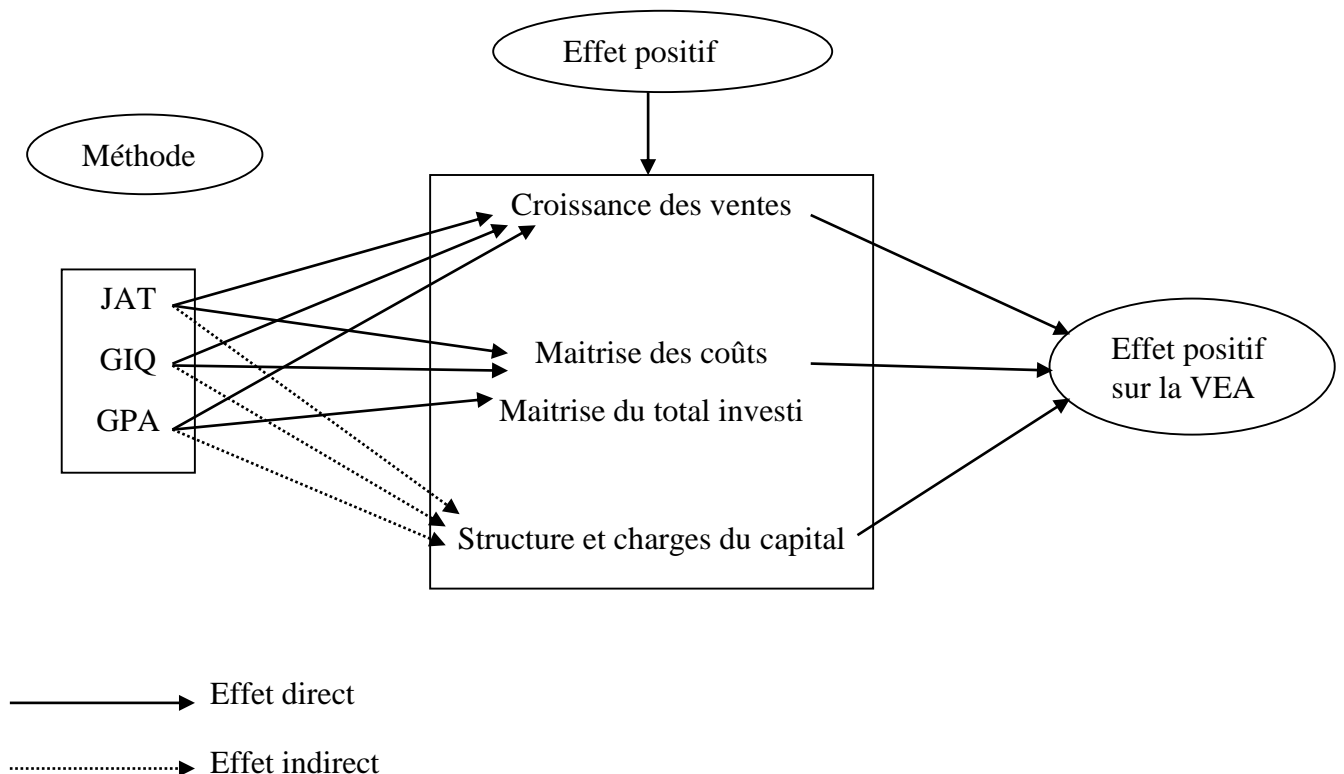 Effet positif
Méthode
Croissance des ventes
JAT
GIQ
GPA
Maitrise des coûts
Maitrise du total investi
Structure et charges du capital
Effet positif
sur la VEA
Effet direct
Effet indirect